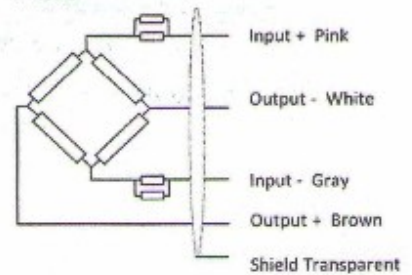 Input + Pink
Output - White
Input - Gray
Output + Brown
Shield Transparent